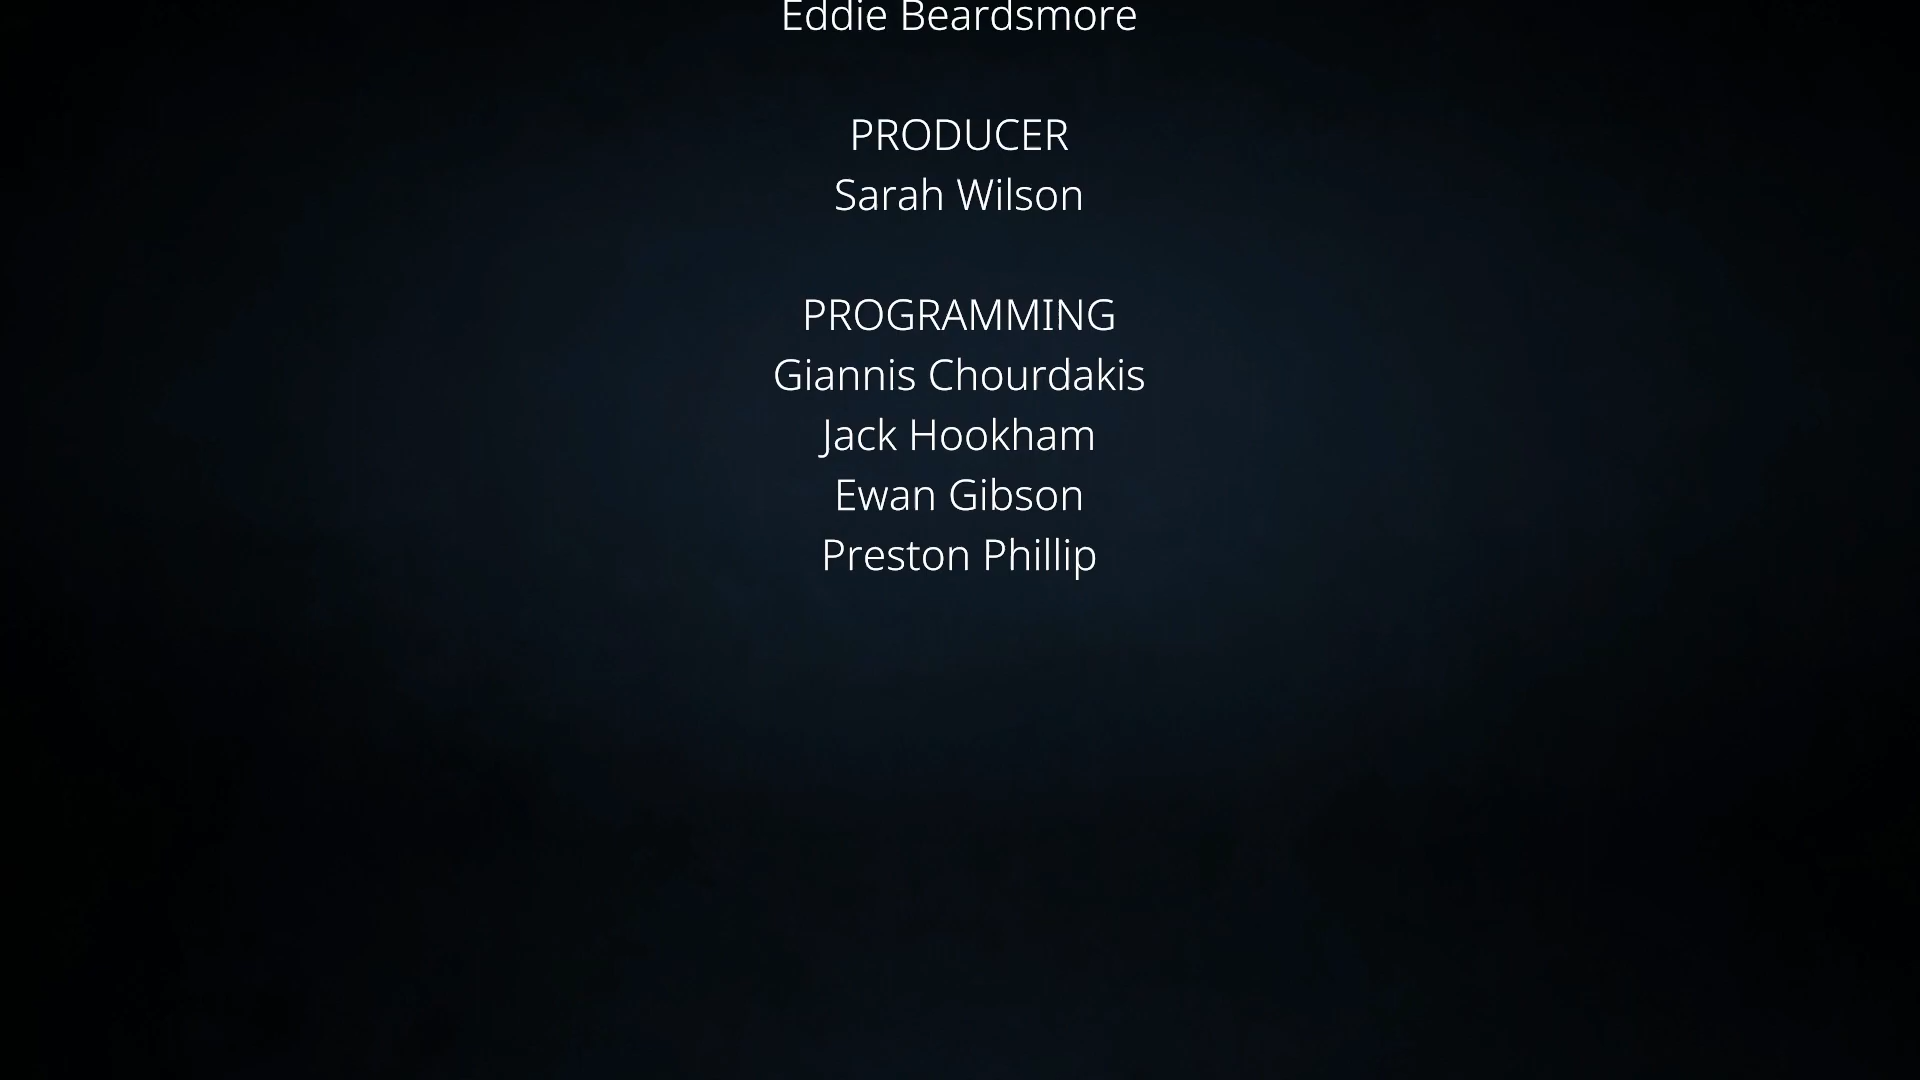 Eddie Beardsmore
PRODUCER
Sarah Wilson
PROGRAMMING
Giannis Chourdakis
Jack Hookham
Ewan Gibson
Preston Phillip